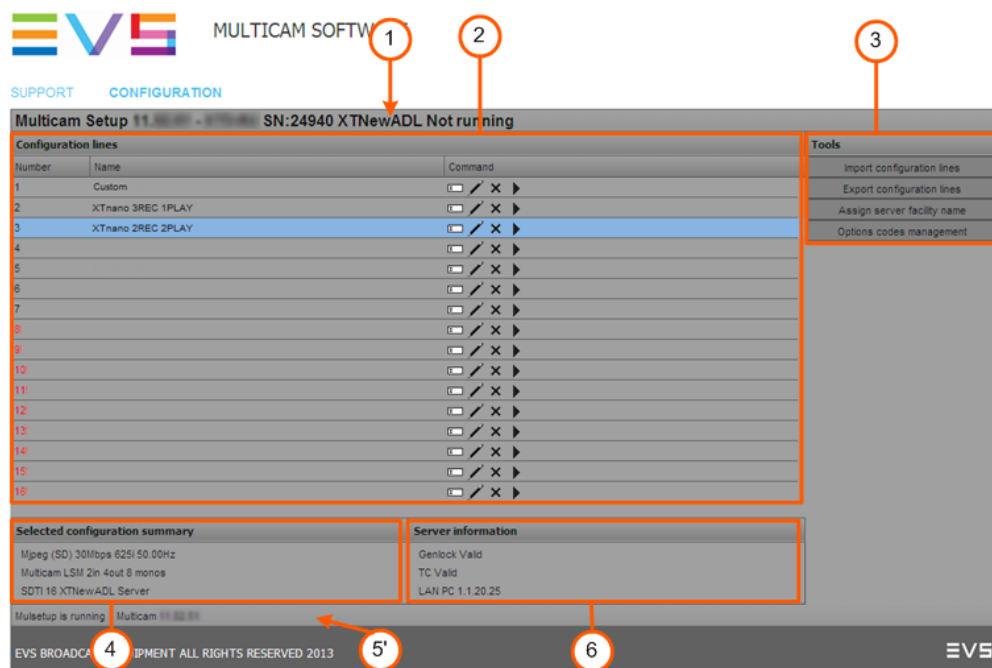 EVS
MULTICAM SOFTW
1
2
3
SUPPORT CONFIGURATION
Multicam Setup 11. - SN:24940 XTNewADL Not running
Configuration lines
Tools
Number Name Command
Import configuration lines
1 Custom
Export configuration lines
2 XTnano 3REC 1PLAY
Assign server facility name
3 XTnano 2REC 2PLAY
Options codes management
4
5
6
7
8!
9!
10!
11!
12!
13!
14!
15!
16!
Selected configuration summary
Server information
Mjpeg (SD) 30Mbps 625i 50.00Hz
Genlock Valid
Multicam LSM 2in 4out 8 monos
TC Valid
SDTI 16 XTNewADL Server
LAN PC 1.1.20.25
Mulsetup is running Multicam
4
5'
6
EVS BROADCA IPMENT ALL RIGHTS RESERVED 2013
EVS